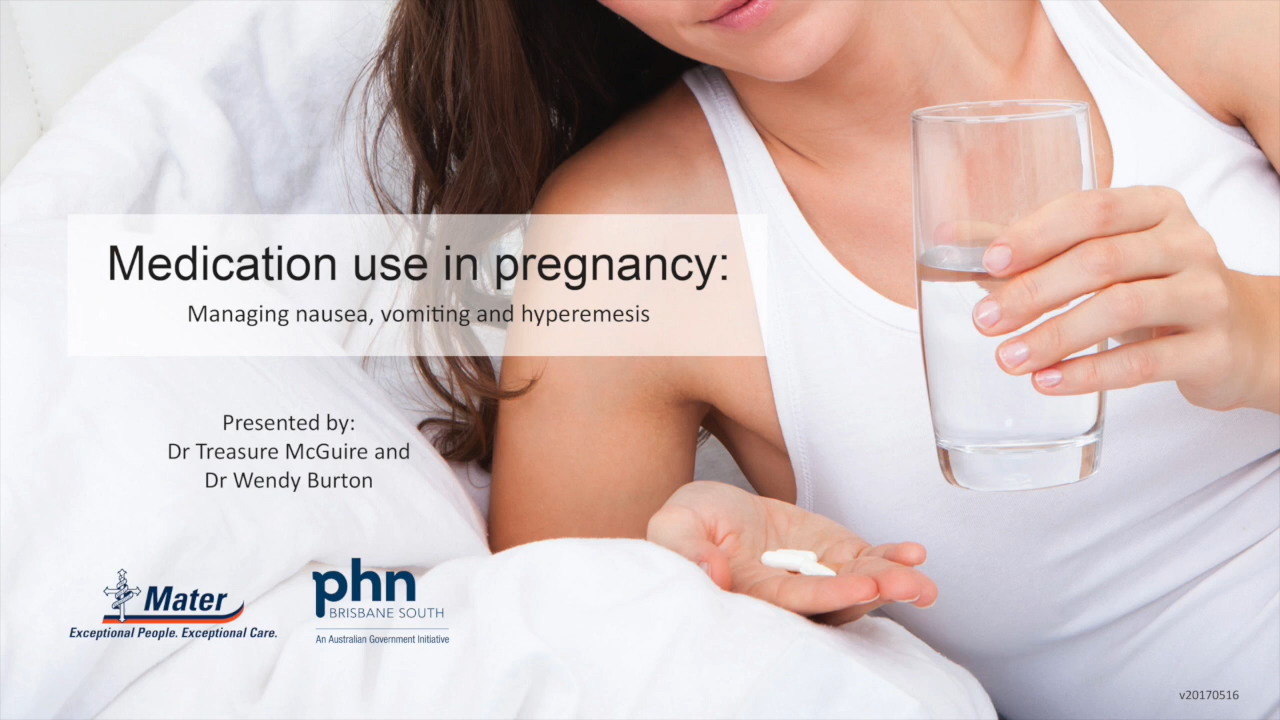 Medication use in pregnancy:
Managing nausea, vomiting and hyperemesis
Presented by:
Dr Treasure McGuire and
Dr Wendy Burton
Mater
Exceptional People. Exceptional Care.
phn
BRISBANE SOUTH
An Australian Government Initiative
v20170516